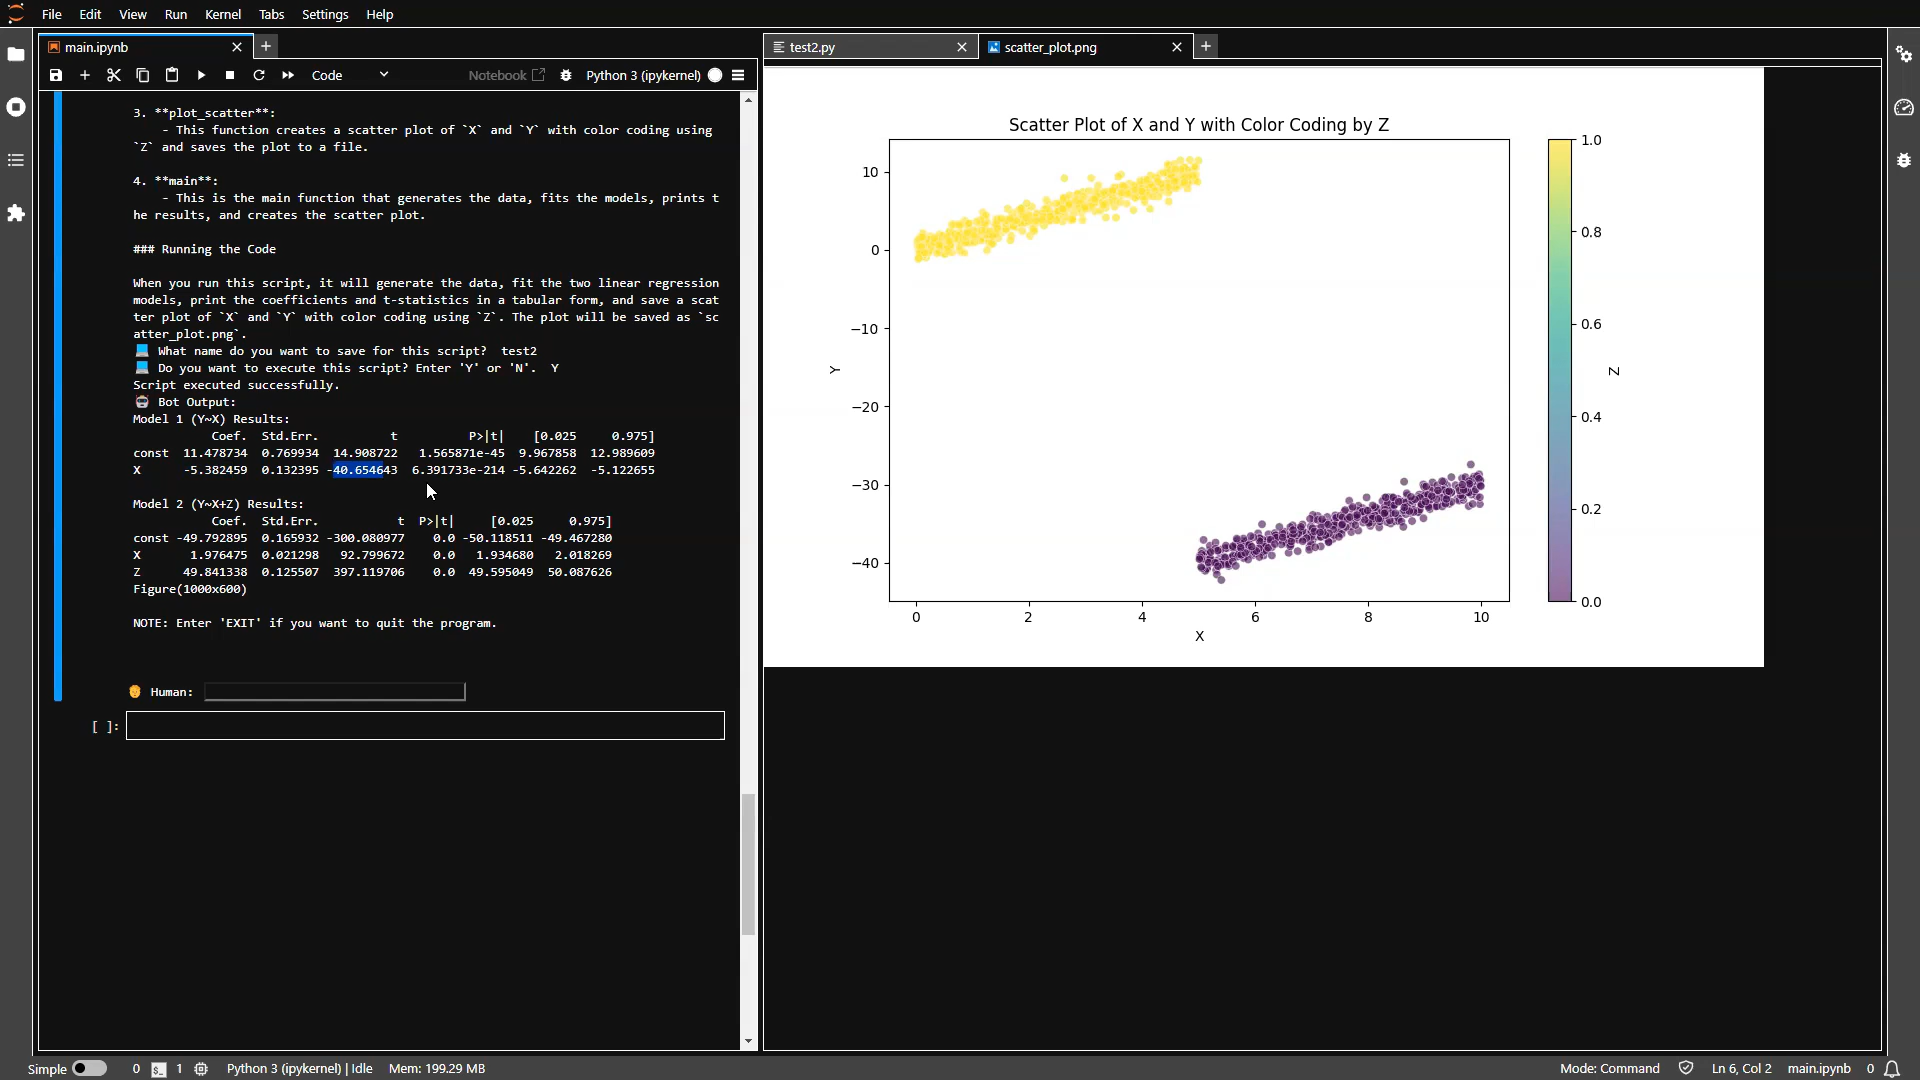 File Edit View Run Kernel Tabs Settings Help
main.ipynb
Code
Notebook
Python 3 (ipykernel)
3. **plot_scatter**:
- This function creates a scatter plot of `X` and `Y` with color coding using
`Z` and saves the plot to a file.
4. **main**:
- This is the main function that generates the data, fits the models, prints t
he results, and creates the scatter plot.
### Running the Code
When you run this script, it will generate the data, fit the two linear regression
models, print the coefficients and t-statistics in a tabular form, and save a scat
ter plot of `X` and `Y` with color coding using `Z`. The plot will be saved as `sc
atter_plot.png`.
What name do you want to save for this script? test2
Do you want to execute this script? Enter 'Y' or 'N'. Y
Script executed successfully.
Bot Output:
Model 1 (Y~X) Results:
Coef. Std.Err. t P>|t| [0.025 0.975]
const 11.478734 0.769934 14.908722 1.565871e-45 9.967858 12.989609
X -5.382459 0.132395 -40.654643 6.391733e-214 -5.642262 -5.122655
Model 2 (Y~X+Z) Results:
Coef. Std.Err. t P>|t| [0.025 0.975]
const -49.792895 0.165932 -300.080977 0.0 -50.118511 -49.467280
X 1.976475 0.021298 92.799672 0.0 1.934680 2.018269
Z 49.841338 0.125507 397.119706 0.0 49.595049 50.087626
Figure(1000x600)
NOTE: Enter 'EXIT' if you want to quit the program.
Human:
[ ]:
test2.py
scatter_plot.png
Scatter Plot of X and Y with Color Coding by Z
10
0
−10
−20
−30
−40
Y
0 2 4 6 8 10
X
1.0
0.8
0.6
0.4
0.2
0.0
Z
Simple 0 1 Python 3 (ipykernel) | Idle Mem: 199.29 MB
Mode: Command Ln 6, Col 2 main.ipynb 0